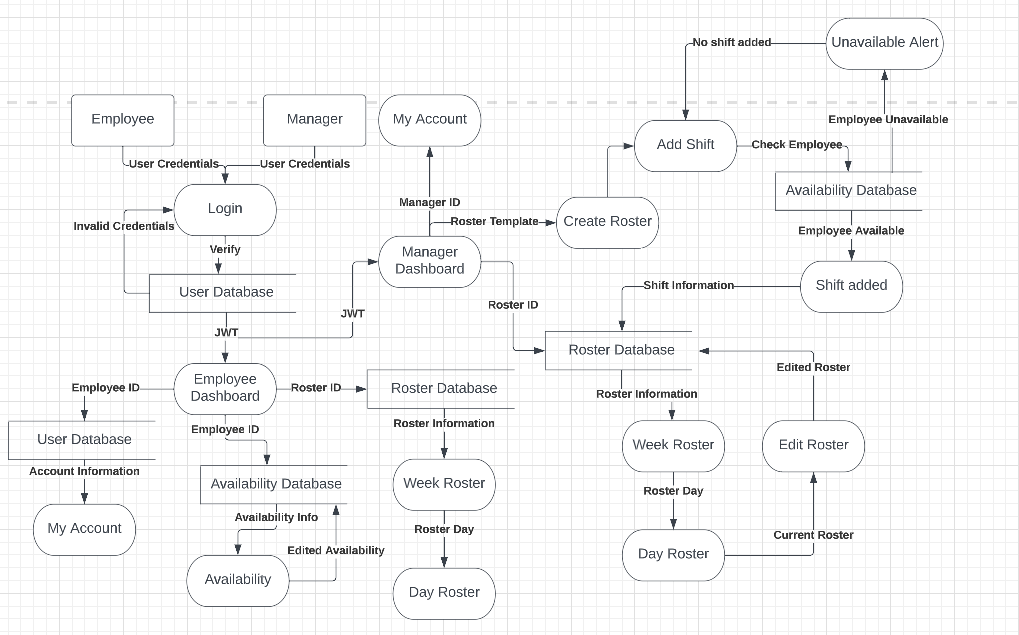 Unavailable Alert
No shift added
Employee
Manager
My Account
Employee Unavailable
Add Shift
Check Employee
User Credentials
User Credentials
Availability Database
Manager ID
Login
Roster Template
Create Roster
Invalid Credentials
Employee Available
Verify
Manager
Dashboard
User Database
Shift added
Shift Information
Roster ID
JWT
JWT
Roster Database
Edited Roster
Employee ID
Employee
Dashboard
Roster ID
Roster Database
Roster Information
Roster Information
Employee ID
User Database
Week Roster
Edit Roster
Account Information
Availability Database
Week Roster
Roster Day
Availability Info
My Account
Roster Day
Current Roster
Edited Availability
Day Roster
Availability
Day Roster